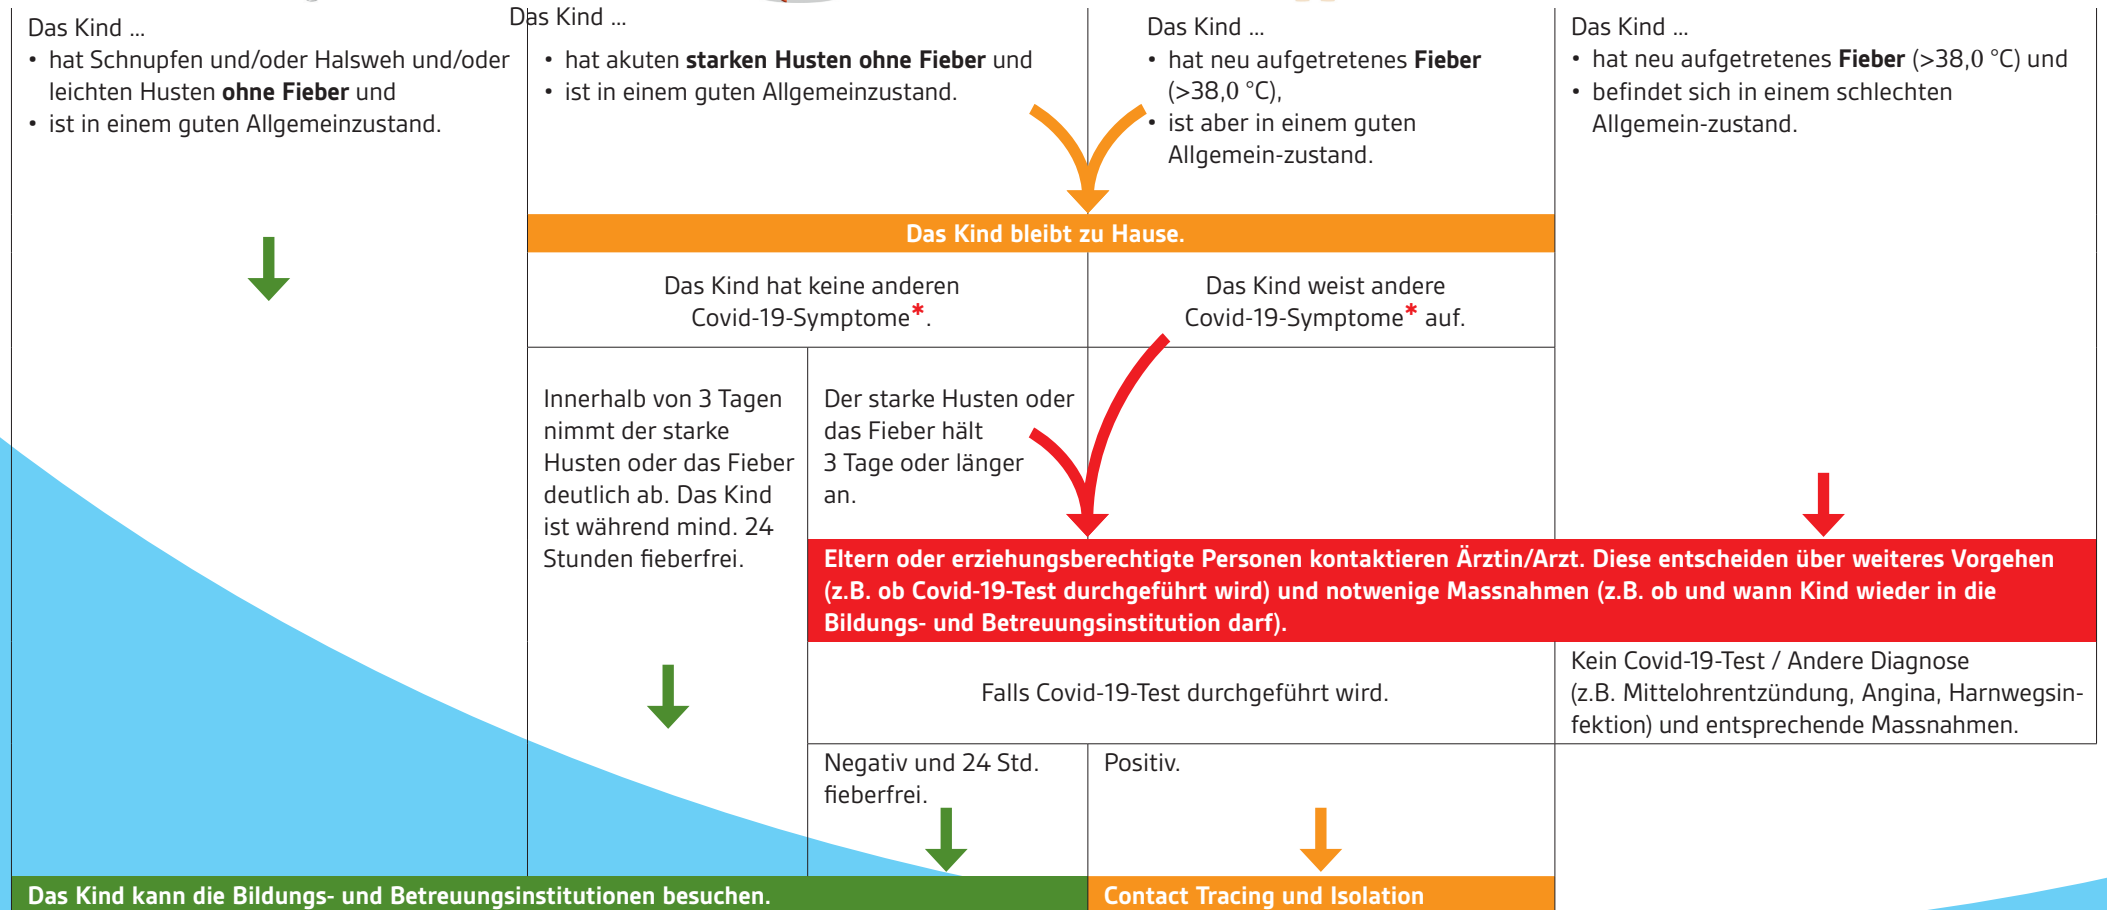 Das Kind ...
• hat Schnupfen und/oder Halsweh und/oder
leichten Husten ohne Fieber und
• ist in einem guten Allgemeinzustand.
Das Kind ...
• hat akuten starken Husten ohne Fieber und
• ist in einem guten Allgemeinzustand.
Das Kind ...
• hat neu aufgetretenes Fieber
(>38,0 °C),
• ist aber in einem guten
Allgemein-zustand.
Das Kind ...
• hat neu aufgetretenes Fieber (>38,0 °C) und
• befindet sich in einem schlechten
Allgemein-zustand.
Das Kind bleibt zu Hause.
Das Kind hat keine anderen
Covid-19-Symptome*.
Das Kind weist andere
Covid-19-Symptome* auf.
Innerhalb von 3 Tagen
nimmt der starke
Husten oder das Fieber
deutlich ab. Das Kind
ist während mind. 24
Stunden fieberfrei.
Der starke Husten oder
das Fieber hält
3 Tage oder länger
an.
Eltern oder erziehungsberechtigte Personen kontaktieren Ärztin/Arzt. Diese entscheiden über weiteres Vorgehen
(z.B. ob Covid-19-Test durchgeführt wird) und notwenige Massnahmen (z.B. ob und wann Kind wieder in die
Bildungs- und Betreuungsinstitution darf).
Falls Covid-19-Test durchgeführt wird.
Kein Covid-19-Test / Andere Diagnose
(z.B. Mittelohrentzündung, Angina, Harnwegsin-
fektion) und entsprechende Massnahmen.
Negativ und 24 Std.
fieberfrei.
Positiv.
Das Kind kann die Bildungs- und Betreuungsinstitutionen besuchen.
Contact Tracing und Isolation